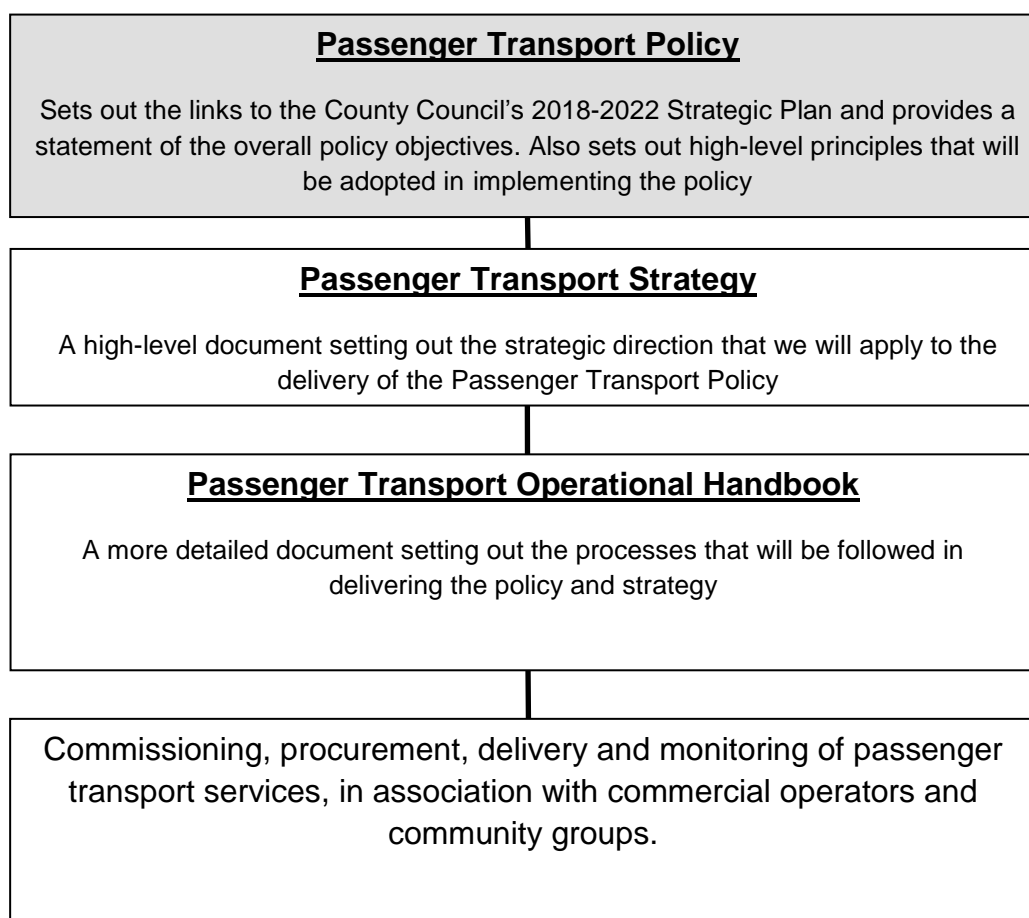 Passenger Transport Policy
Sets out the links to the County Council's 2018-2022 Strategic Plan and provides a
statement of the overall policy objectives. Also sets out high-level principles that will
be adopted in implementing the policy
Passenger Transport Strategy
A high-level document setting out the strategic direction that we will apply to the
delivery of the Passenger Transport Policy
Passenger Transport Operational Handbook
A more detailed document setting out the processes that will be followed in
delivering the policy and strategy
Commissioning, procurement, delivery and monitoring of passenger
transport services, in association with commercial operators and
community groups.